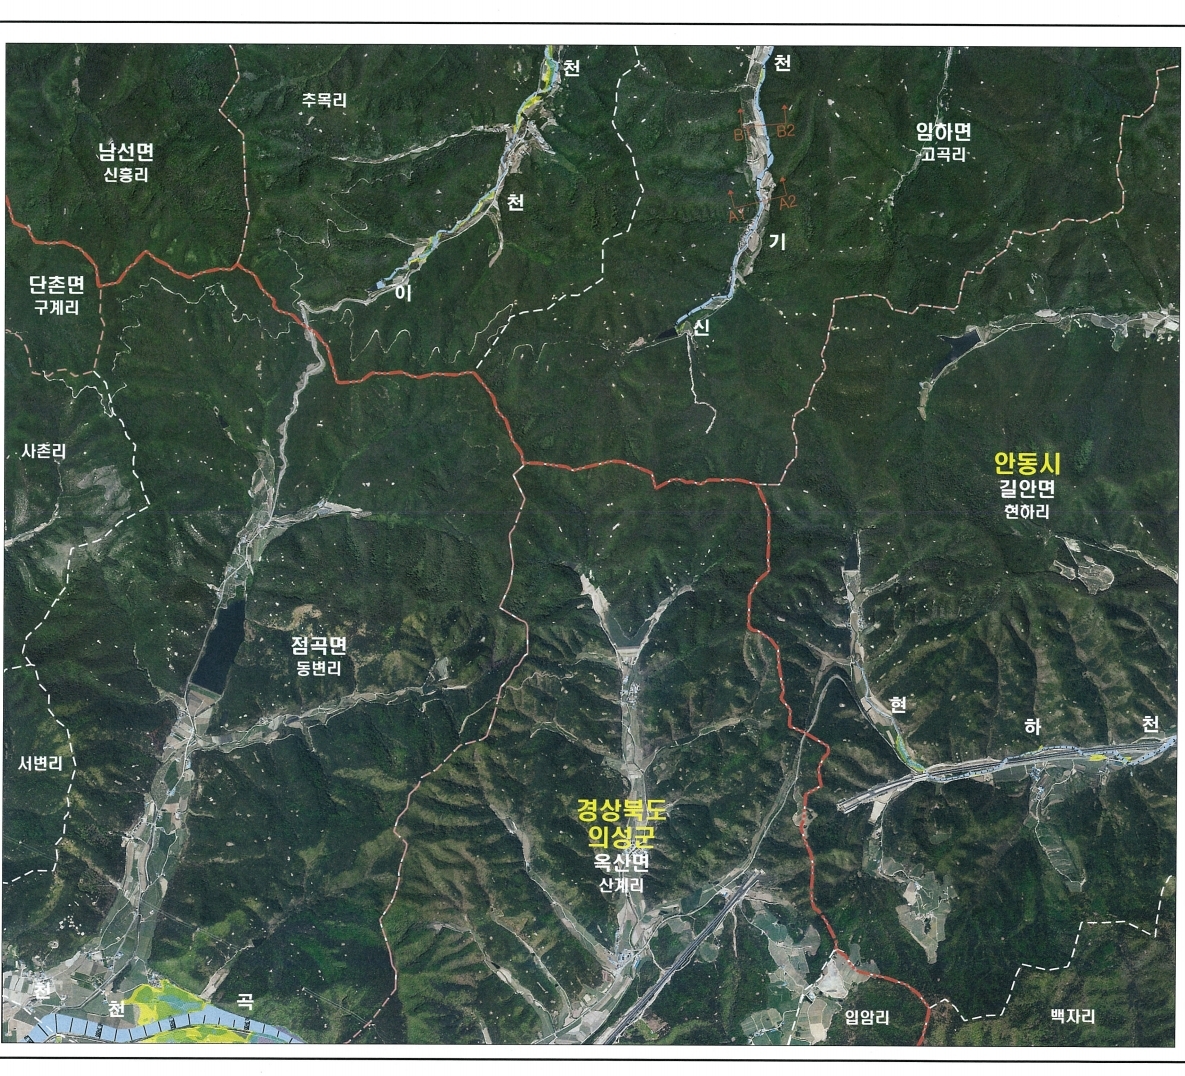 천
천
추목리
임하면
고곡리
B
B2
남선면
신흥리
천
A
A2
기
단촌면
구계리
이
신
사촌리
안동시
길안면
현하리
점곡면
동변리
현
하
천
서변리
경상북도
의성군
옥산면
산계리
천
천
곡
입암리
백자리